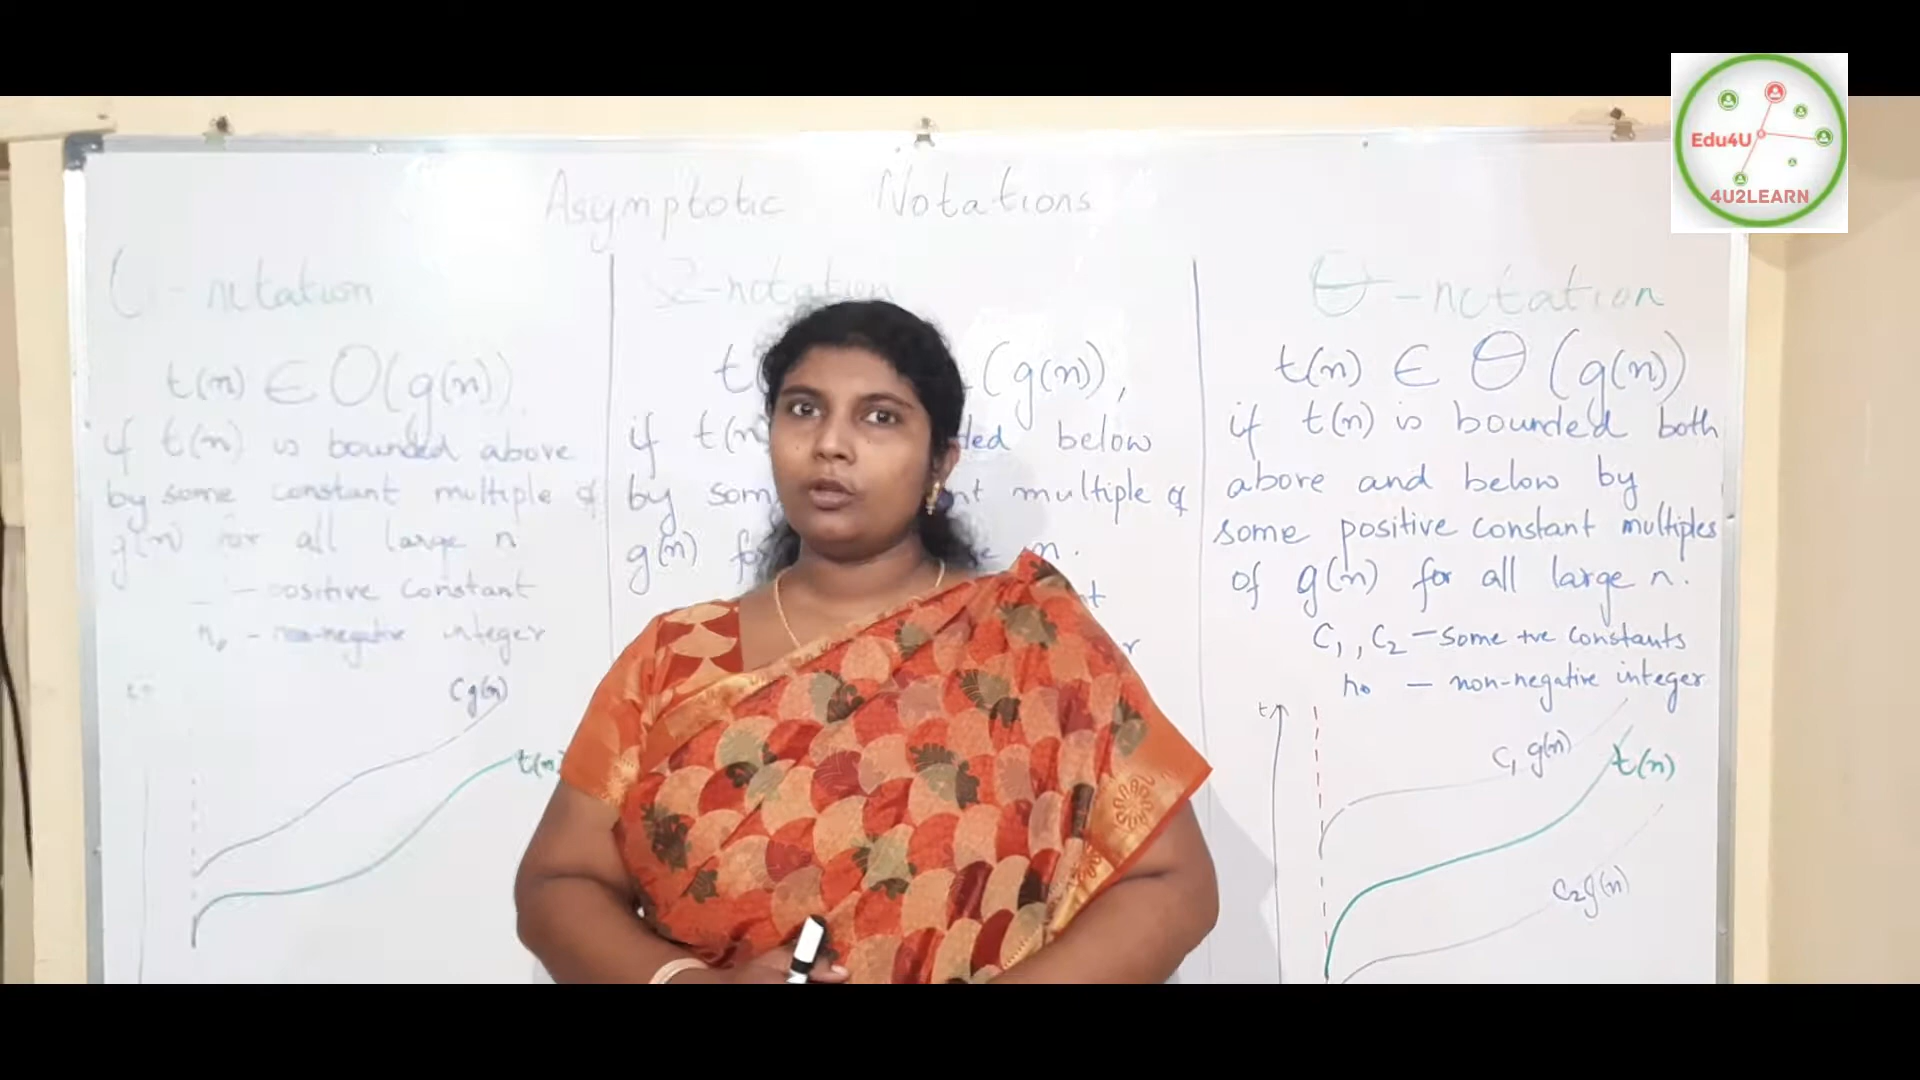 Edu4U
4U2LEARN
Asymptotic Notations
- notation
t(n) ∈ O(g(n))
if t(n) is bounded above
by some constant multiple of
g(n) for all large n
- positive constant
n₀ - non-negative integer
cg(n)
t(n)
Ω-notation
(g(n)),
if below
by multiple of
g(n) n.
θ-notation
t(n) ∈ θ (g(n))
if t(n) is bounded both
above and below by
some positive constant multiples
of g(n) for all large n.
C₁, C₂ - some +ve constants
n₀ - non-negative integer
t
C₁ g(n)
t(n)
C₂g(n)